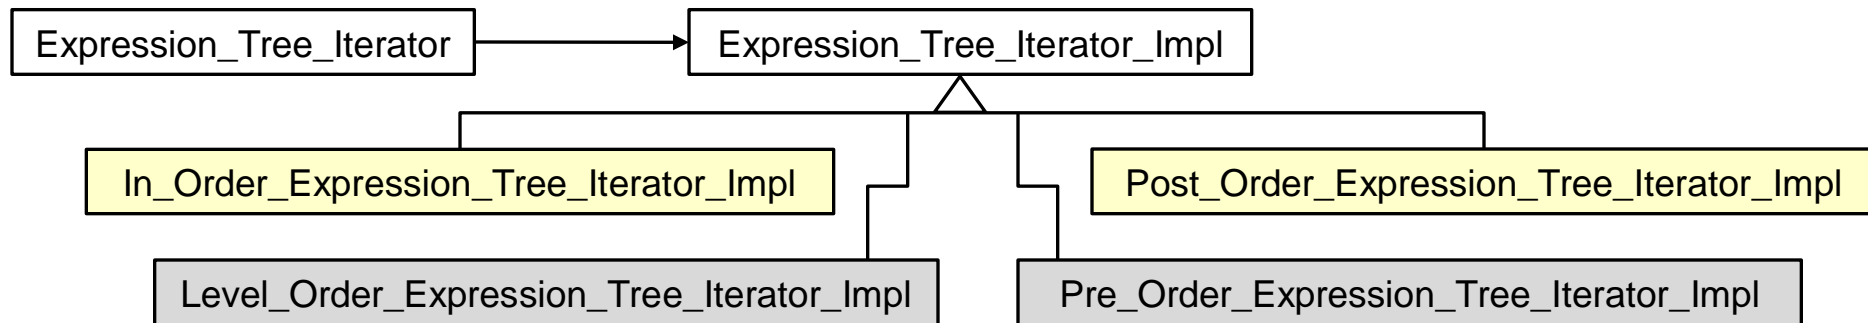 Expression_Tree_Iterator
Expression_Tree_Iterator_Impl
In_Order_Expression_Tree_Iterator_Impl
Post_Order_Expression_Tree_Iterator_Impl
Level_Order_Expression_Tree_Iterator_Impl
Pre_Order_Expression_Tree_Iterator_Impl